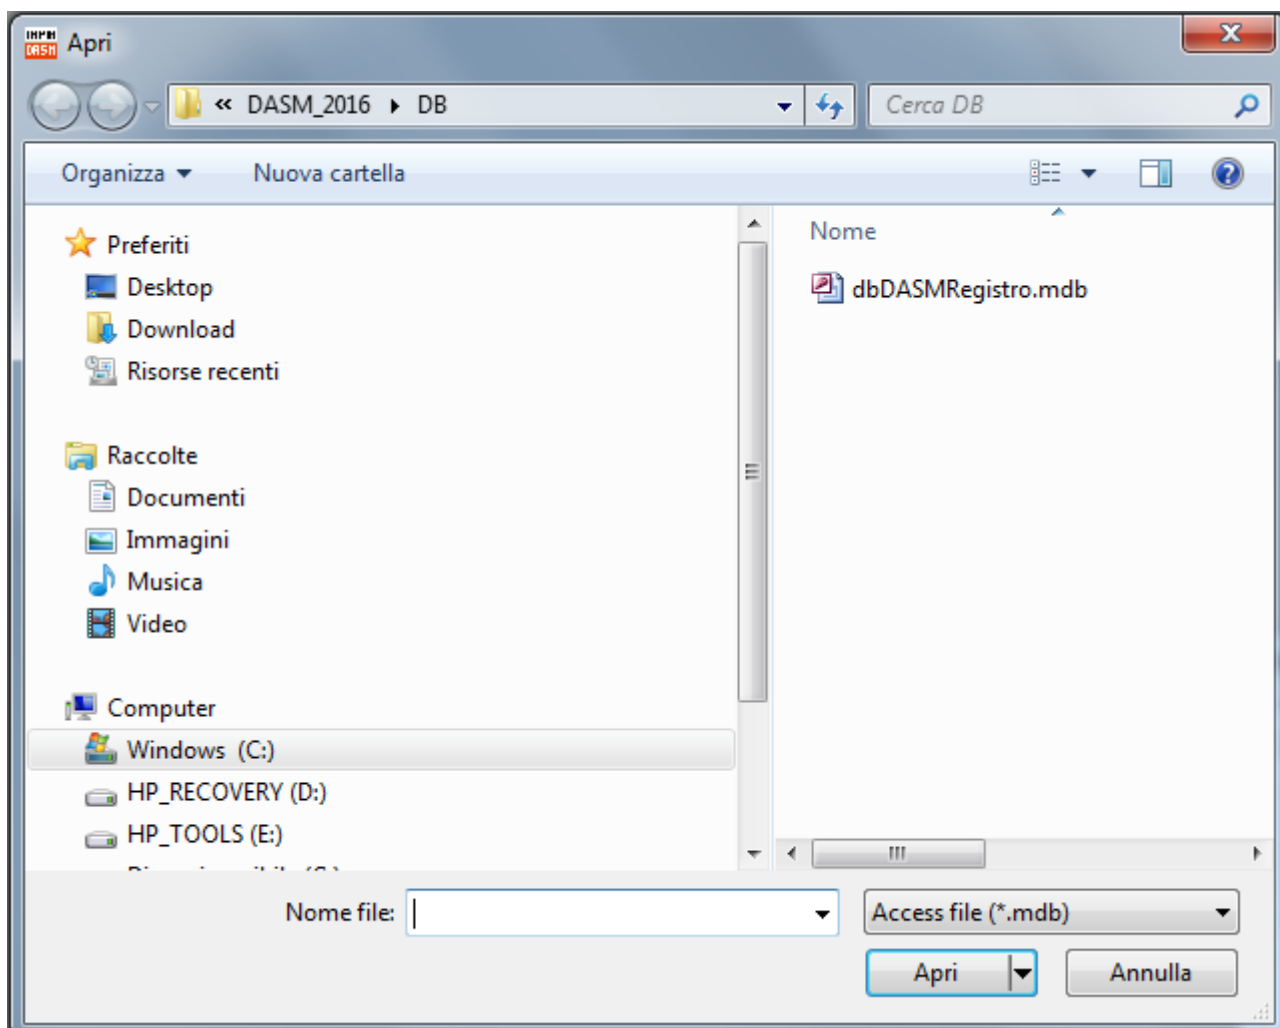 Apri
« DASM_2016 DB
Cerca DB
Organizza
Nuova cartella
Preferiti
Desktop
Download
Risorse recenti
Raccolte
Documenti
Immagini
Musica
Video
Computer
Windows (C:)
HP_RECOVERY (D:)
HP_TOOLS (E:)
Nome
dbDASMRegistro.mdb
Nome file:
Access file (*.mdb)
Apri
Annulla